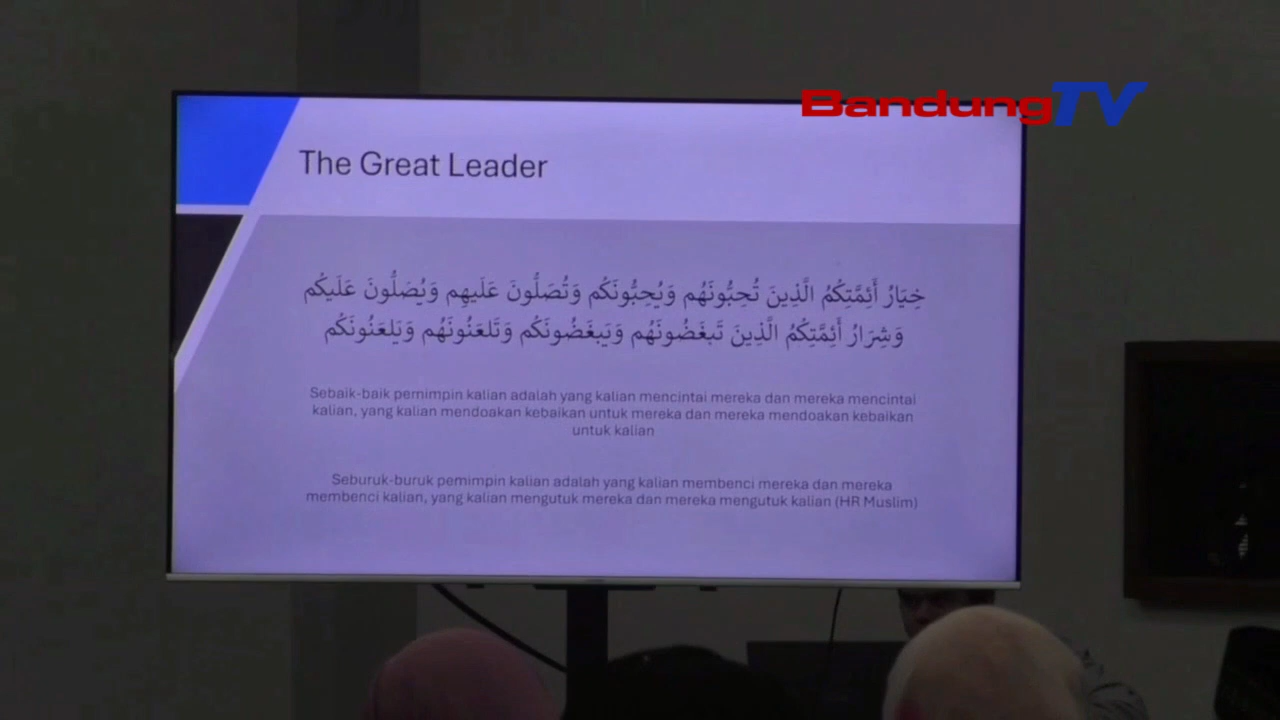 BandungTV
The Great Leader
خِيَارُ أَئِمَّتِكُمُ الَّذِينَ تُحِبُّونَهُم وَيُحِبُّونَكُم وَتُصَلُّونَ عَلَيهِم وَيُصَلُّونَ عَلَيكُم
وَشِرَارُ أَئِمَّتِكُمُ الَّذِينَ تَبغَضُونَهُم وَيَبغَضُونَكُم وَتَلعَنُونَهُم وَيَلعَنُونَكُم
Sebaik-baik pemimpin kalian adalah yang kalian mencintai mereka dan mereka mencintai
kalian, yang kalian mendoakan kebaikan untuk mereka dan mereka mendoakan kebaikan
untuk kalian
Seburuk-buruk pemimpin kalian adalah yang kalian membenci mereka dan mereka
membenci kalian, yang kalian mengutuk mereka dan mereka mengutuk kalian (HR Muslim)